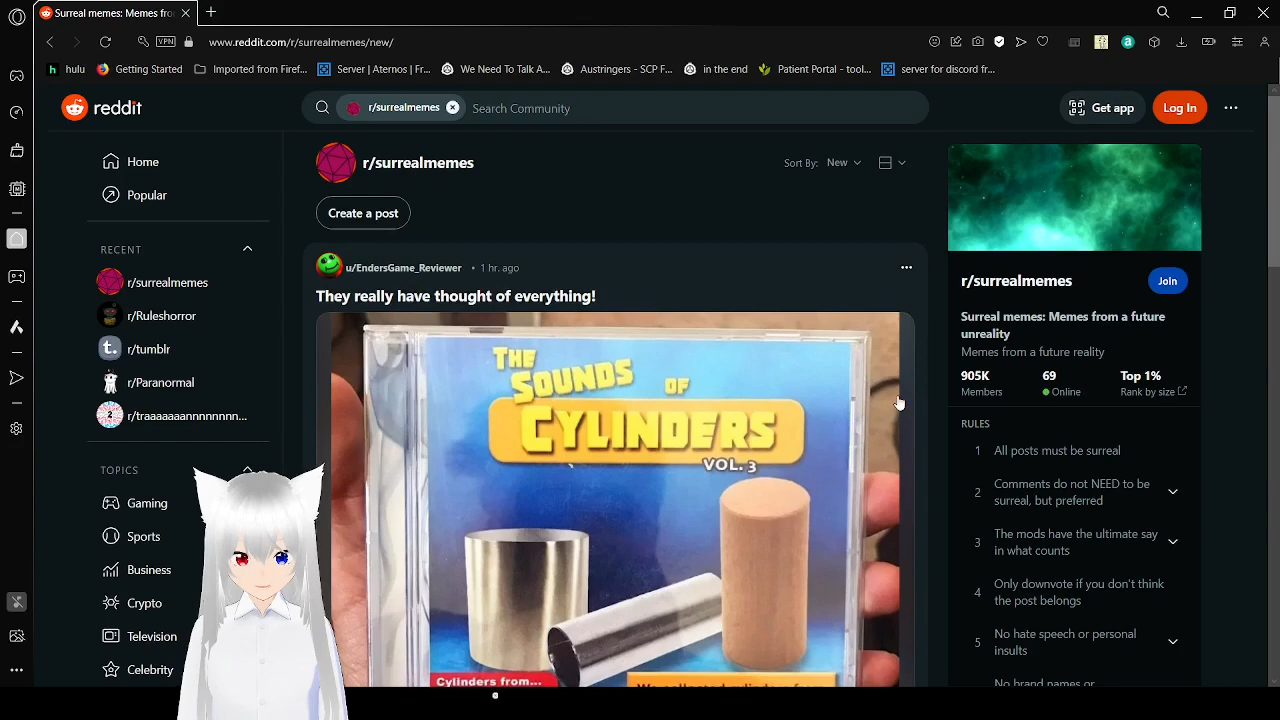 Surreal memes: Memes fro
www.reddit.com/r/surrealmemes/new/
VPN
hulu
Getting Started
Imported from Firef...
Server | Aternos | Fr...
We Need To Talk A...
Austringers - SCP F...
in the end
Patient Portal - tool...
server for discord fr...
reddit
r/surrealmemes
Search Community
Get app
Log In
Home
Popular
RECENT
r/surrealmemes
r/Ruleshorror
r/tumblr
r/Paranormal
r/traaaaaaannnnnnnn...
TOPICS
Gaming
Sports
Business
Crypto
Television
Celebrity
r/surrealmemes
Sort By: New
Create a post
u/EndersGame_Reviewer • 1 hr. ago
They really have thought of everything!
THE
SOUNDS OF
CYLINDERS
VOL. 3
Cylinders from...
r/surrealmemes
Join
Surreal memes: Memes from a future
unreality
Memes from a future reality
905K 69 Top 1%
Members Online Rank by size
RULES
1 All posts must be surreal
2 Comments do not NEED to be
surreal, but preferred
3 The mods have the ultimate say
in what counts
4 Only downvote if you don't think
the post belongs
5 No hate speech or personal
insults
No brand names or